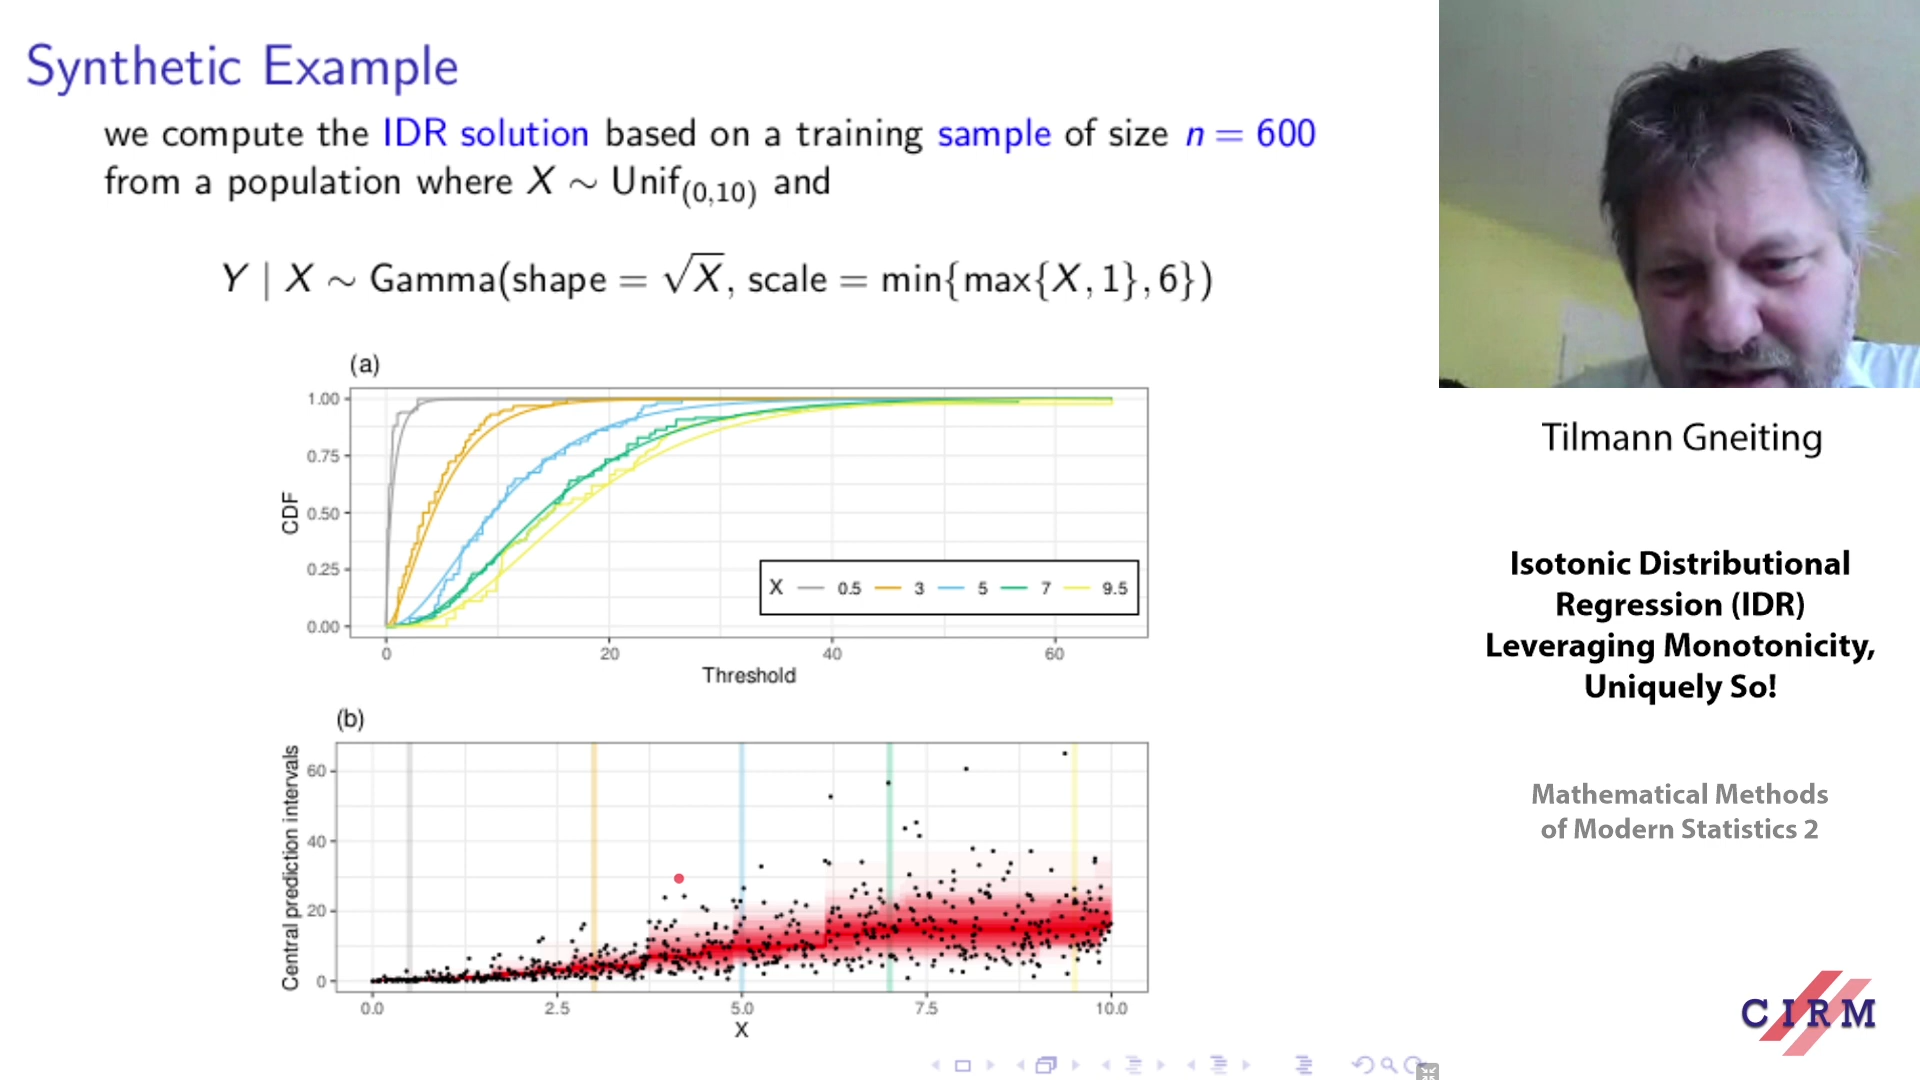 Synthetic Example
we compute the IDR solution based on a training sample of size n = 600
from a population where X ∼ Unif(0,10) and
Y | X ∼ Gamma(shape = √X, scale = min{max{X, 1}, 6})
(a)
1.00
0.75
0.50
0.25
0.00
CDF
X 0.5 3 5 7 9.5
0 20 40 60
Threshold
(b)
60
40
20
0
Central prediction intervals
0.0 2.5 5.0 7.5 10.0
X
Tilmann Gneiting
Isotonic Distributional
Regression (IDR)
Leveraging Monotonicity,
Uniquely So!
Mathematical Methods
of Modern Statistics 2
CIRM